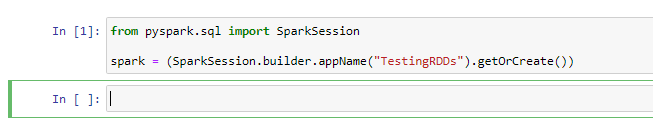 In [1]: from pyspark.sql import SparkSession
spark = (SparkSession.builder.appName("TestingRDDs").getOrCreate())
In [ ]: